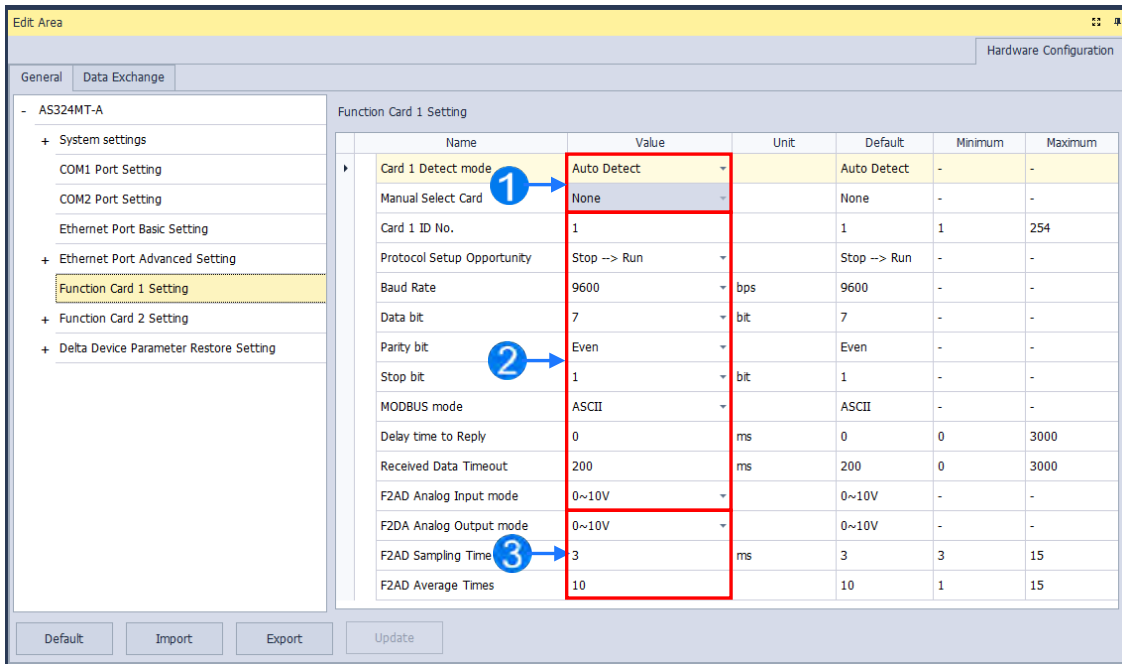 Edit Area
Hardware Configuration
General Data Exchange
- AS324MT-A
+ System settings
COM1 Port Setting
COM2 Port Setting
Ethernet Port Basic Setting
+ Ethernet Port Advanced Setting
Function Card 1 Setting
+ Function Card 2 Setting
+ Delta Device Parameter Restore Setting
Function Card 1 Setting
Name Value Unit Default Minimum Maximum
Card 1 Detect mode Auto Detect Auto Detect - -
1
Manual Select Card None None - -
Card 1 ID No. 1 1 1 254
Protocol Setup Opportunity Stop --> Run Stop --> Run - -
Baud Rate 9600 bps 9600 - -
Data bit 7 bit 7 - -
Parity bit Even Even - -
2
Stop bit 1 bit 1 - -
MODBUS mode ASCII ASCII - -
Delay time to Reply 0 ms 0 0 3000
Received Data Timeout 200 ms 200 0 3000
F2AD Analog Input mode 0~10V 0~10V - -
F2DA Analog Output mode 0~10V 0~10V - -
F2AD Sampling Time 3 3 ms 3 3 15
F2AD Average Times 10 10 1 15
Default Import Export Update